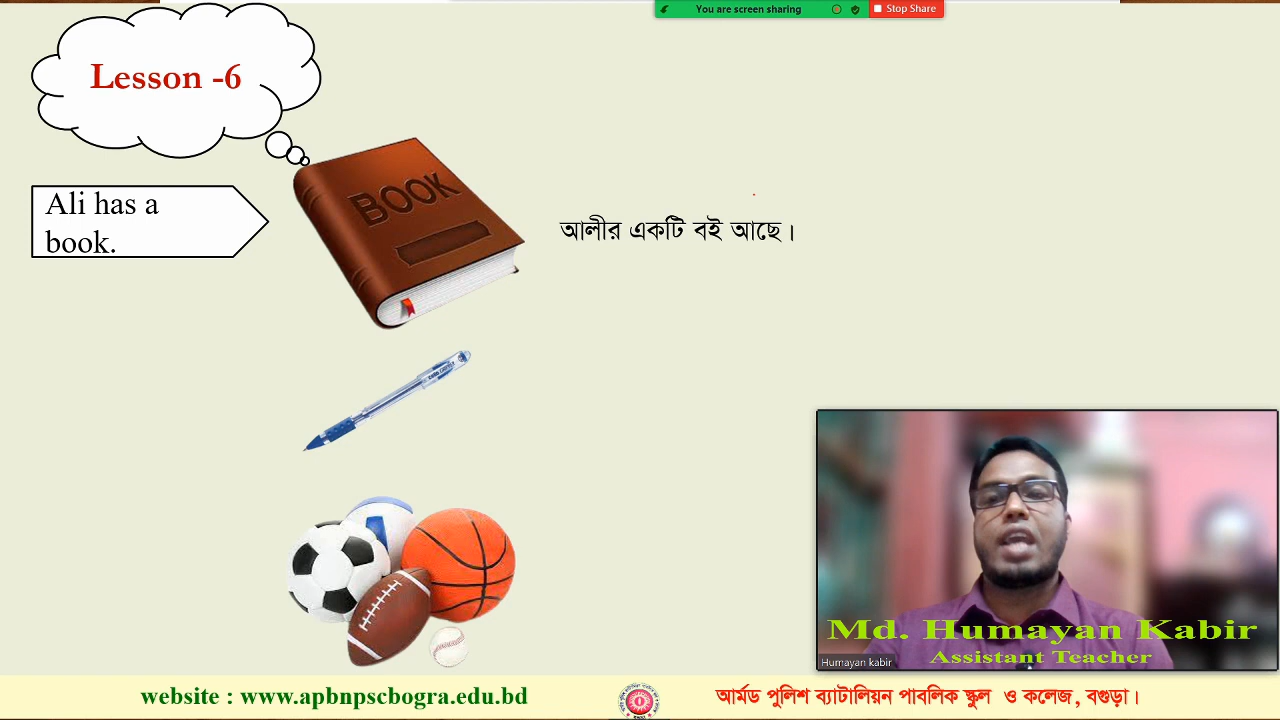 You are screen sharing
Stop Share
Lesson -6
BOOK
Ali has a
book.
আলীর একটি বই আছে।
Md. Humayan Kabir
Assistant Teacher
Humayan kabir
website : www.apbnpscbogra.edu.bd
আর্মড পুলিশ ব্যাটালিয়ন পাবলিক স্কুল ও কলেজ, বগুড়া।